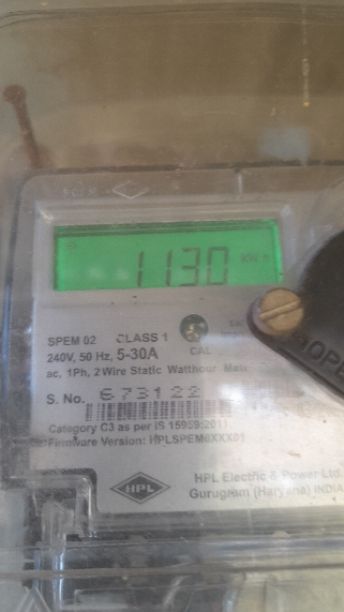 1130 kWh
SPEM 02 CLASS 1
240V, 50 Hz, 5-30A CAL
ac, 1Ph, 2 Wire Static Watthour
S. No. 673122
Category C3 as per IS 15959:2011
Firmware Version: HPLSPEM0XXX01
HPL Electric & Power Ltd.
HPL Gurugram (Haryana) INDIA